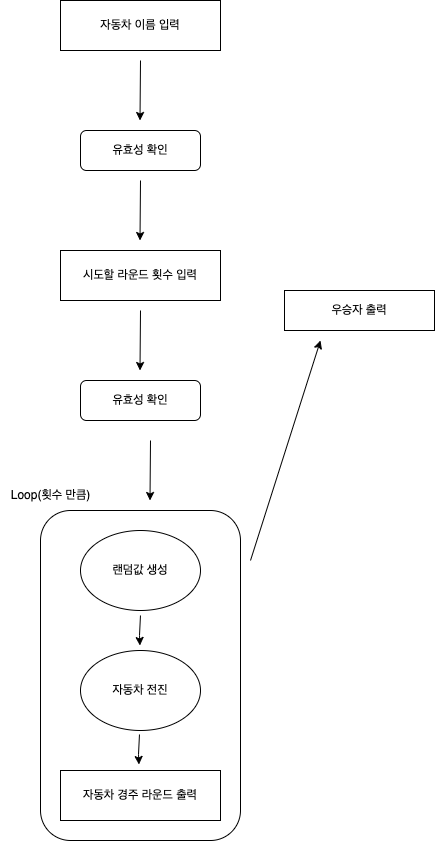 자동차 이름 입력
유효성 확인
시도할 라운드 횟수 입력
우승자 출력
유효성 확인
Loop(횟수 만큼)
랜덤값 생성
자동차 전진
자동차 경주 라운드 출력